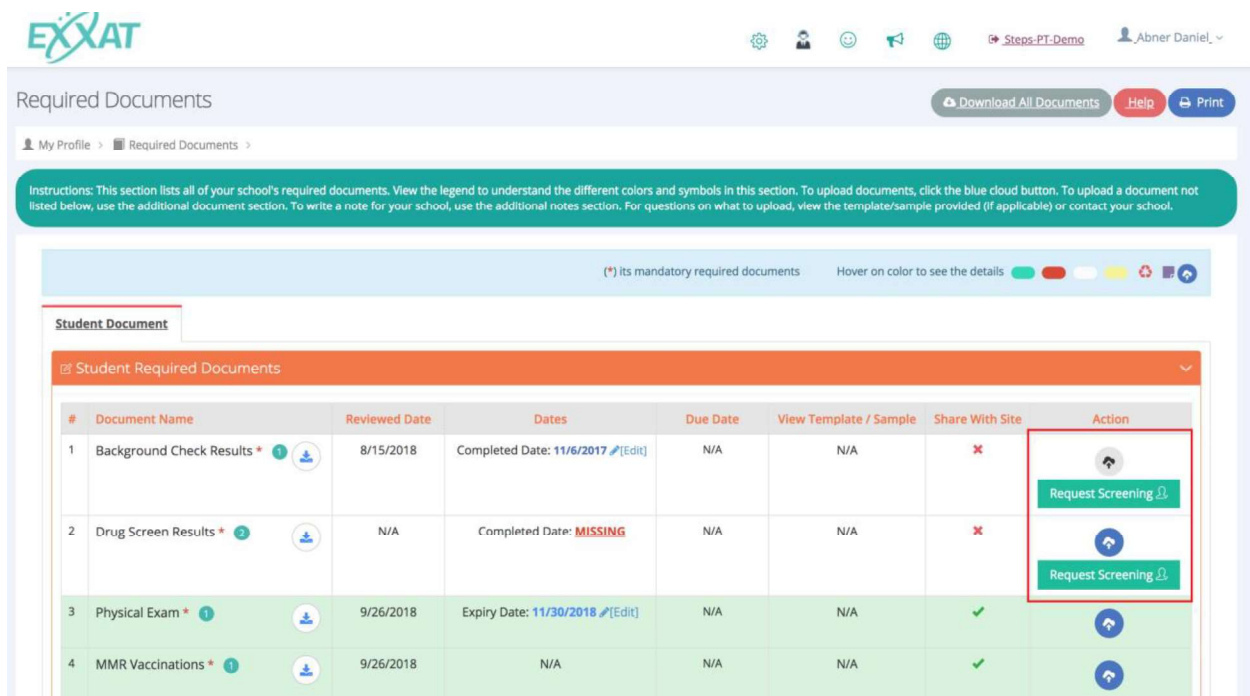 EXXAT
Steps-PT-Demo
Abner Daniel
Required Documents
Download All Documents
Help
Print
My Profile > Required Documents >
Instructions: This section lists all of your school's required documents. View the legend to understand the different colors and symbols in this section. To upload documents, click the blue cloud button. To upload a document not
listed below, use the additional document section. To write a note for your school, use the additional notes section. For questions on what to upload, view the template/sample provided (if applicable) or contact your school.
(*) its mandatory required documents
Hover on color to see the details
Student Document
Student Required Documents
# Document Name Reviewed Date Dates Due Date View Template / Sample Share With Site Action
1 Background Check Results * 1 8/15/2018 Completed Date: 11/6/2017 [Edit] N/A N/A
Request Screening
2 Drug Screen Results * 2 N/A Completed Date: MISSING N/A N/A
Request Screening
3 Physical Exam * 1 9/26/2018 Expiry Date: 11/30/2018 [Edit] N/A N/A
4 MMR Vaccinations * 1 9/26/2018 N/A N/A N/A